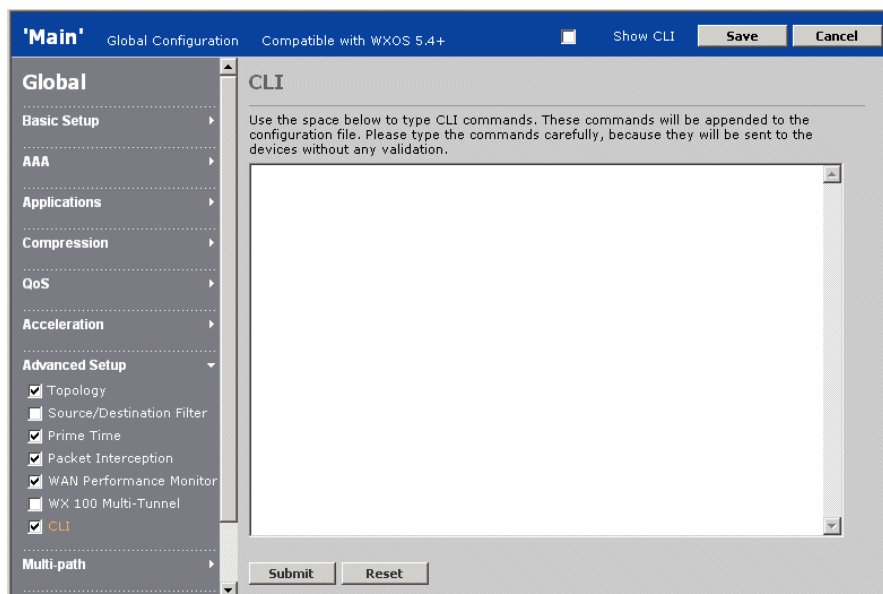 'Main' Global Configuration Compatible with WXOS 5.4+ Show CLI Save Cancel
Global
Basic Setup
AAA
Applications
Compression
QoS
Acceleration
Advanced Setup
Topology
Source/Destination Filter
Prime Time
Packet Interception
WAN Performance Monitor
WX 100 Multi-Tunnel
CLI
Multi-path
CLI
Use the space below to type CLI commands. These commands will be appended to the
configuration file. Please type the commands carefully, because they will be sent to the
devices without any validation.
Submit Reset